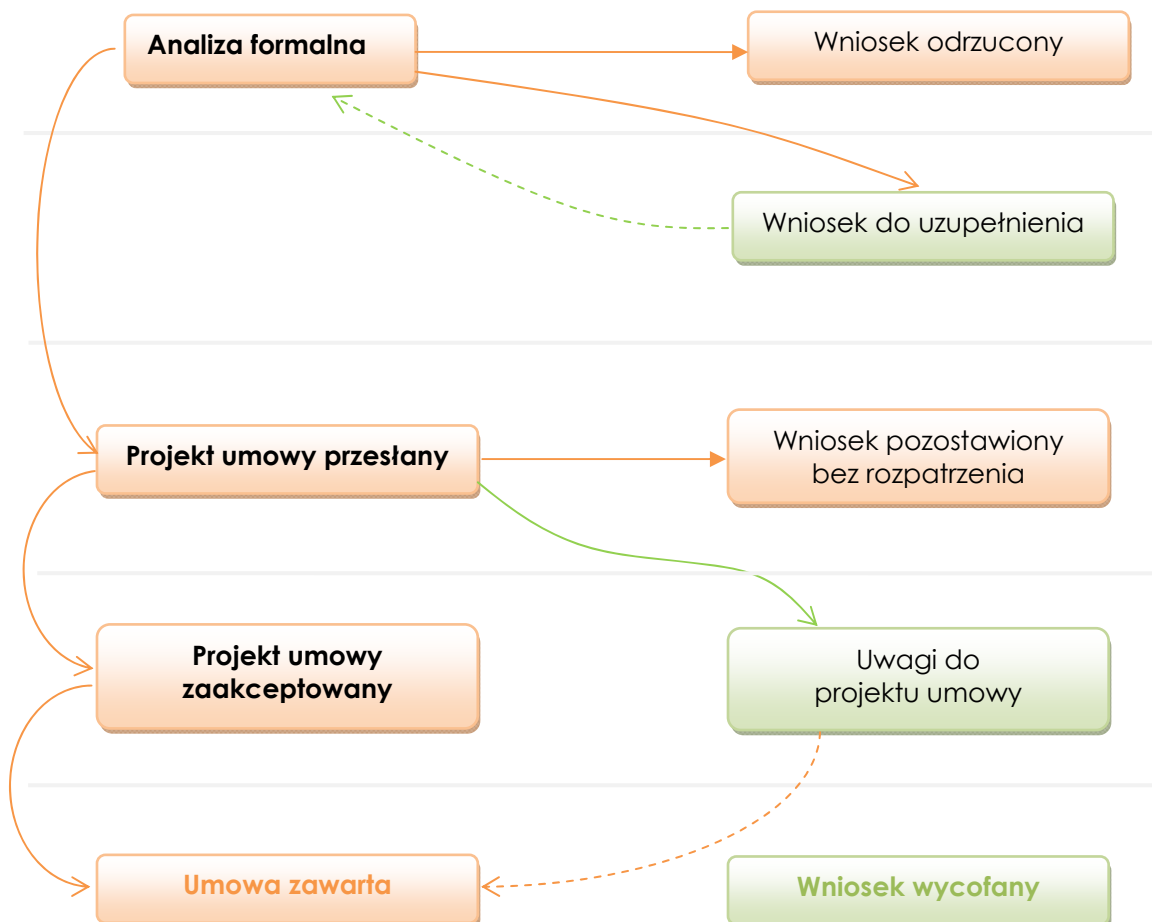 Analiza formalna
Wniosek odrzucony
Wniosek do uzupełnienia
Projekt umowy przesłany
Wniosek pozostawiony
bez rozpatrzenia
Projekt umowy
zaakceptowany
Uwagi do
projektu umowy
Umowa zawarta
Wniosek wycofany